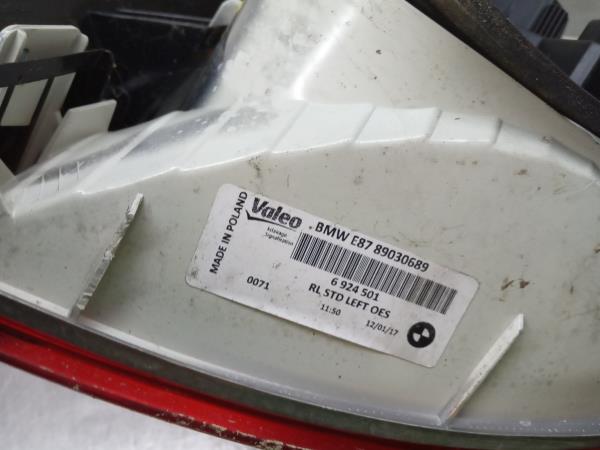 MADE IN POLAND
Valeo
Eclairage
Signalisation
BMW E87 89030689
6 924 501
RL STD LEFT OES
0071
11:50
12/01/17